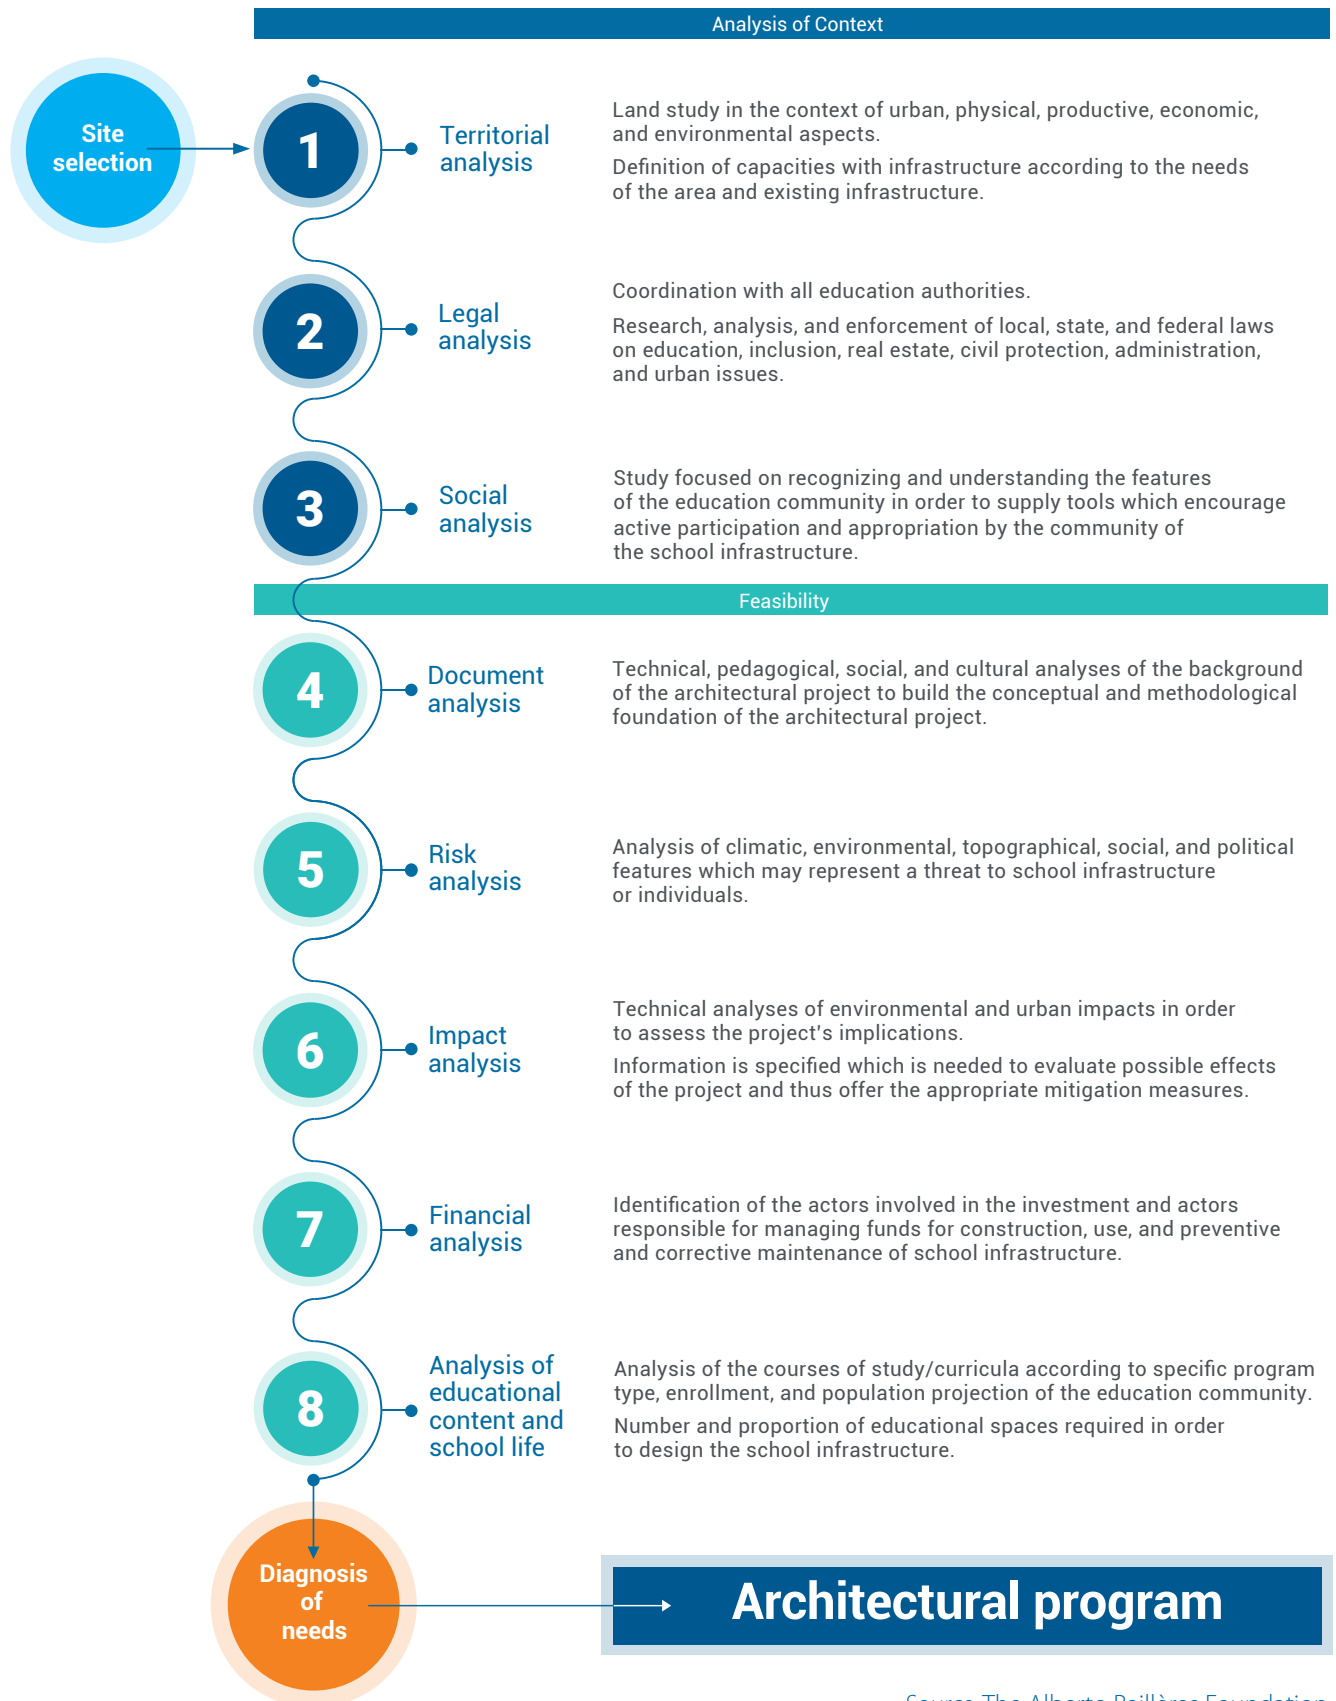 Analysis of Context
Site
selection
1
Territorial
analysis
Land study in the context of urban, physical, productive, economic,
and environmental aspects.
Definition of capacities with infrastructure according to the needs
of the area and existing infrastructure.
2
Legal
analysis
Coordination with all education authorities.
Research, analysis, and enforcement of local, state, and federal laws
on education, inclusion, real estate, civil protection, administration,
and urban issues.
3
Social
analysis
Study focused on recognizing and understanding the features
of the education community in order to supply tools which encourage
active participation and appropriation by the community of
the school infrastructure.
Feasibility
4
Document
analysis
Technical, pedagogical, social, and cultural analyses of the background
of the architectural project to build the conceptual and methodological
foundation of the architectural project.
5
Risk
analysis
Analysis of climatic, environmental, topographical, social, and political
features which may represent a threat to school infrastructure
or individuals.
6
Impact
analysis
Technical analyses of environmental and urban impacts in order
to assess the project's implications.
Information is specified which is needed to evaluate possible effects
of the project and thus offer the appropriate mitigation measures.
7
Financial
analysis
Identification of the actors involved in the investment and actors
responsible for managing funds for construction, use, and preventive
and corrective maintenance of school infrastructure.
8
Analysis of
educational
content and
school life
Analysis of the courses of study/curricula according to specific program
type, enrollment, and population projection of the education community.
Number and proportion of educational spaces required in order
to design the school infrastructure.
Diagnosis
of
needs
Architectural program
Source The Alberto Baillères Foundation